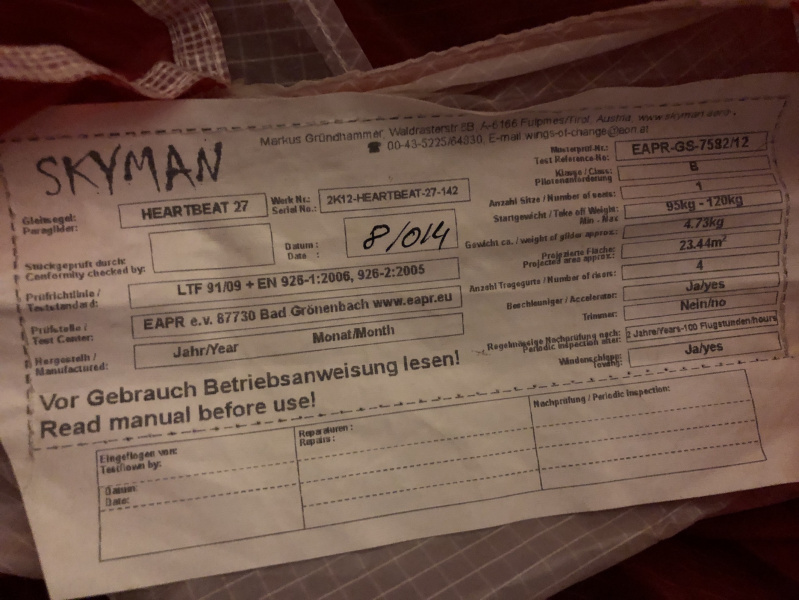 SKYMAN
Markus Gründhammer, Waldrasterstr.8B, A-6166 Fulpmes/Tirol, Austria, www.skyman.aero,
☎ 00-43-5225/64830, E-mail wings-of-change@aon.at
Gleitsegel:
Paraglider:
HEARTBEAT 27
Werk Nr.:
Serial No.:
2K12-HEARTBEAT-27-142
Stückgeprüft durch:
Conformity checked by:
Datum :
Date :
8/014
Prüfrichtlinie /
Teststandard:
LTF 91/09 + EN 926-1:2006, 926-2:2005
Prüfstelle /
Test Center:
EAPR e.v. 87730 Bad Grönenbach www.eapr.eu
Hergestellt /
Manufactured:
Jahr/Year Monat/Month
Musterprüf-Nr.:
Test Reference-No:
EAPR-GS-7582/12
Klasse / Class:
Pilotenanforderung
B
Anzahl Sitze / Number of seats:
1
Startgewicht / Take off Weight:
Min - Max
95kg - 120kg
Gewicht ca. / weight of glider approx:
4.73kg
Projizierte Fläche:
Projected area approx:
23.44m²
Anzahl Tragegurte / Number of risers:
4
Beschleuniger / Accelerator:
Ja/yes
Trimmer:
Nein/no
Regelmässige Nachprüfung nach:
Periodic inspection after:
2 Jahre/Years-100 Flugstunden/hours
Windenschlepp:
Towing:
Ja/yes
Vor Gebrauch Betriebsanweisung lesen!
Read manual before use!
Eingeflogen von:
Testflown by:
Datum:
Date:
Reparaturen :
Repairs :
Nachprüfung / Periodic inspection: